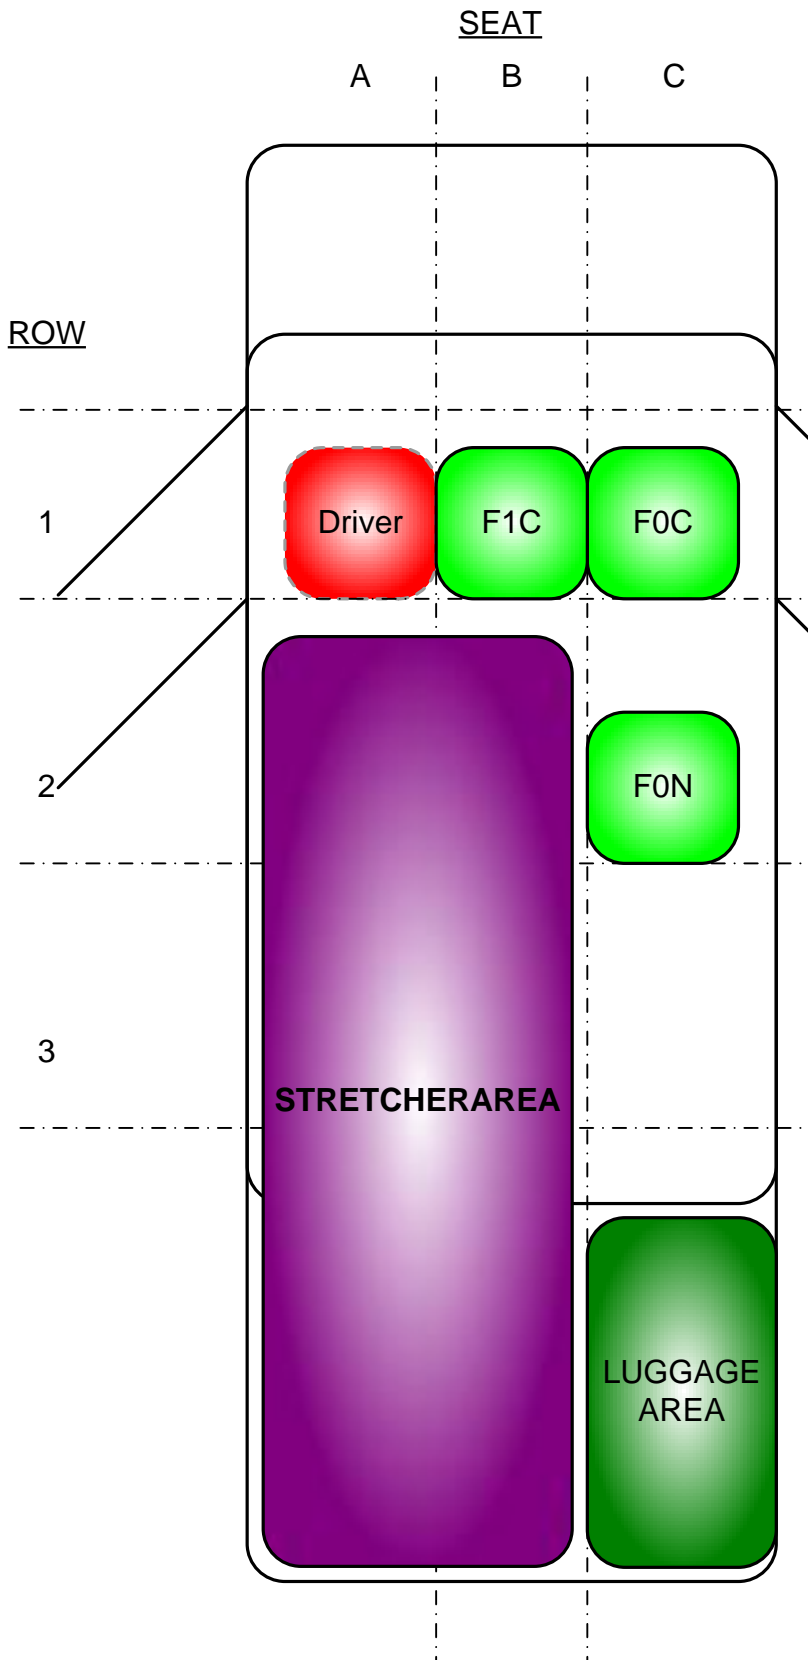 SEAT
A B C
ROW
1 Driver F1C F0C
2 F0N
3
STRETCHERAREA
LUGGAGE
AREA